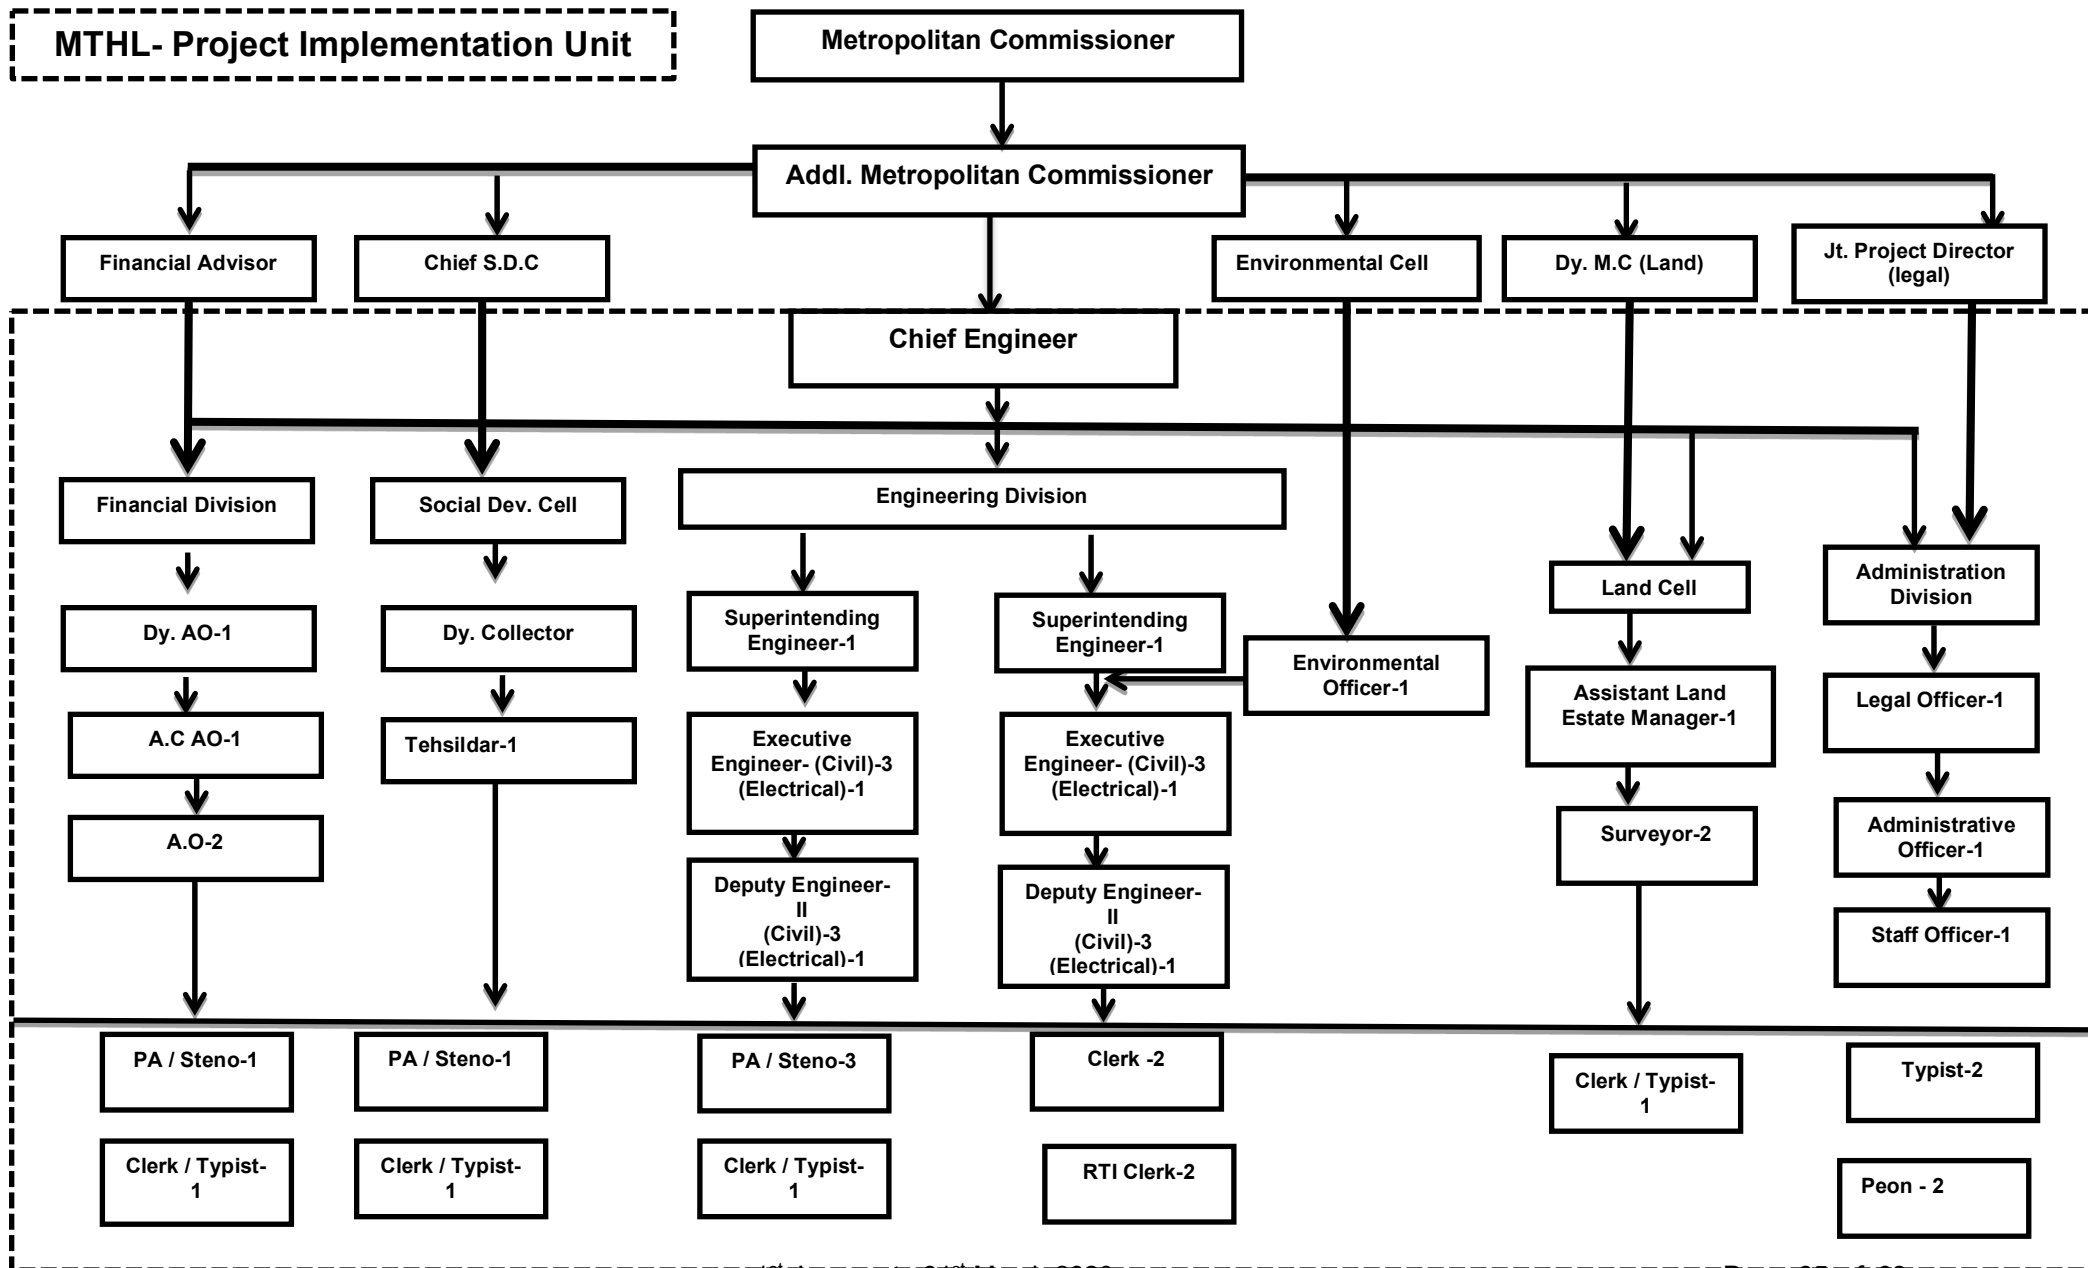 MTHL- Project Implementation Unit
Metropolitan Commissioner
Addl. Metropolitan Commissioner
Financial Advisor
Chief S.D.C
Environmental Cell
Dy. M.C (Land)
Jt. Project Director
(legal)
Chief Engineer
Financial Division
Social Dev. Cell
Engineering Division
Land Cell
Administration
Division
Dy. AO-1
Dy. Collector
Superintending
Engineer-1
Superintending
Engineer-1
Environmental
Officer-1
Assistant Land
Estate Manager-1
Legal Officer-1
A.C AO-1
Tehsildar-1
Executive
Engineer- (Civil)-3
(Electrical)-1
Executive
Engineer- (Civil)-3
(Electrical)-1
Surveyor-2
Administrative
Officer-1
A.O-2
Deputy Engineer-
II
(Civil)-3
(Electrical)-1
Deputy Engineer-
II
(Civil)-3
(Electrical)-1
Staff Officer-1
PA / Steno-1
PA / Steno-1
PA / Steno-3
Clerk -2
Clerk / Typist-
1
Typist-2
Clerk / Typist-
1
Clerk / Typist-
1
Clerk / Typist-
1
RTI Clerk-2
Peon - 2